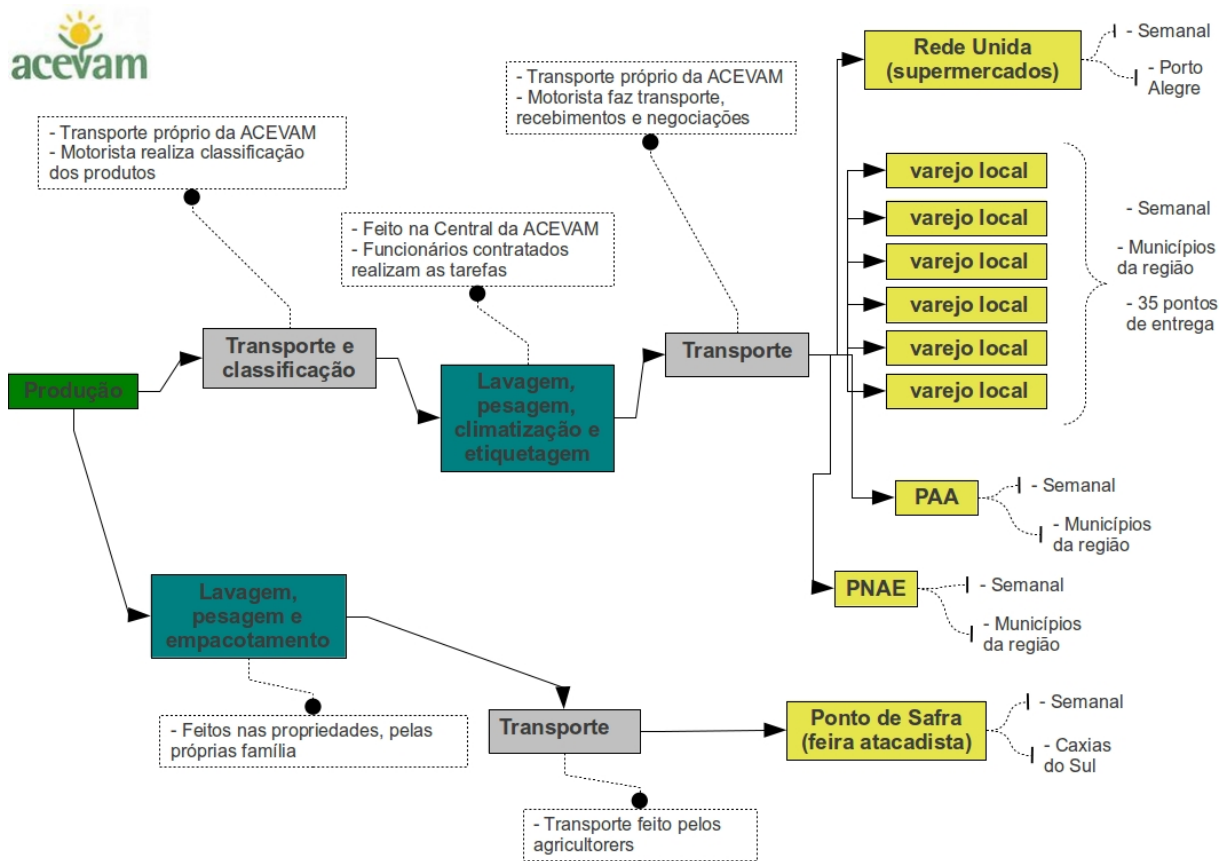 acevam
- Transporte próprio da ACEVAM
- Motorista realiza classificação
dos produtos
- Transporte próprio da ACEVAM
- Motorista faz transporte,
recebimentos e negociações
- Feito na Central da ACEVAM
- Funcionários contratados
realizam as tarefas
Rede Unida
(supermercados)
- Semanal
- Porto
Alegre
varejo local
varejo local
varejo local
varejo local
varejo local
varejo local
- Semanal
- Municípios
da região
- 35 pontos
de entrega
Produção
Transporte e
classificação
Lavagem,
pesagem,
climatização e
etiquetagem
Transporte
PAA
- Semanal
- Municípios
da região
PNAE
- Semanal
- Municípios
da região
Lavagem,
pesagem e
empacotamento
- Feitos nas propriedades, pelas
próprias família
Transporte
- Transporte feito pelos
agricultorers
Ponto de Safra
(feira atacadista)
- Semanal
- Caxias
do Sul